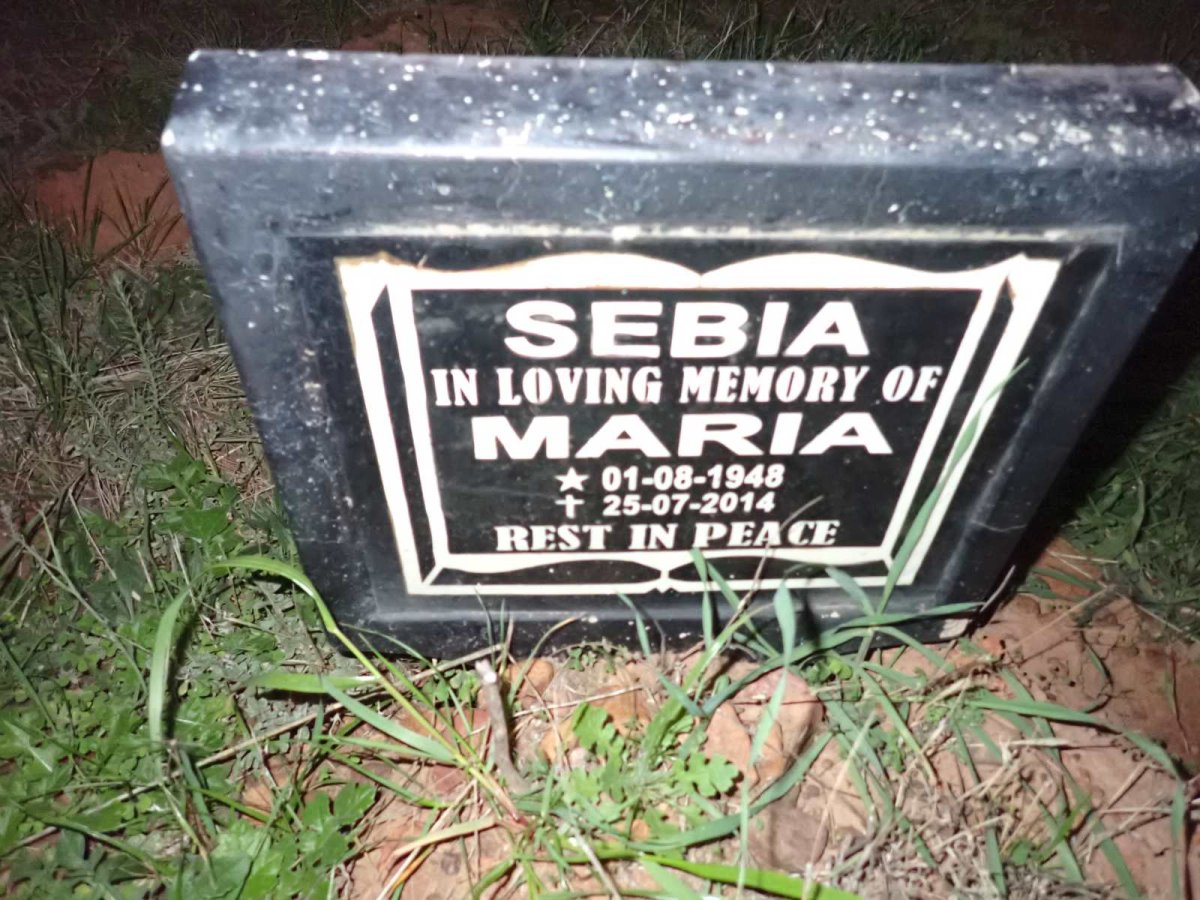 SEBIA
IN LOVING MEMORY OF
MARIA
★ 01-08-1948
✝ 25-07-2014
REST IN PEACE